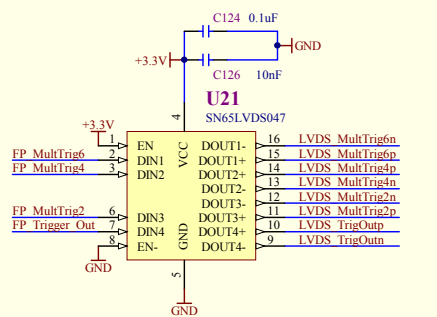 C124 0.1uF
+3.3V
GND
C126 10nF
U21
SN65LVDS047
+3.3V
4
VCC
1 EN DOUT1- 16 LVDS_MultTrig6n
FP_MultTrig6 2 DIN1 DOUT1+ 15 LVDS_MultTrig6p
FP_MultTrig4 3 DIN2 DOUT2+ 14 LVDS_MultTrig4p
DOUT2- 13 LVDS_MultTrig4n
DOUT3- 12 LVDS_MultTrig2n
FP_MultTrig2 6 DIN3 DOUT3+ 11 LVDS_MultTrig2p
FP_Trigger_Out 7 DIN4 DOUT4+ 10 LVDS_TrigOutp
8 EN- DOUT4- 9 LVDS_TrigOutn
GND
GND
5
GND